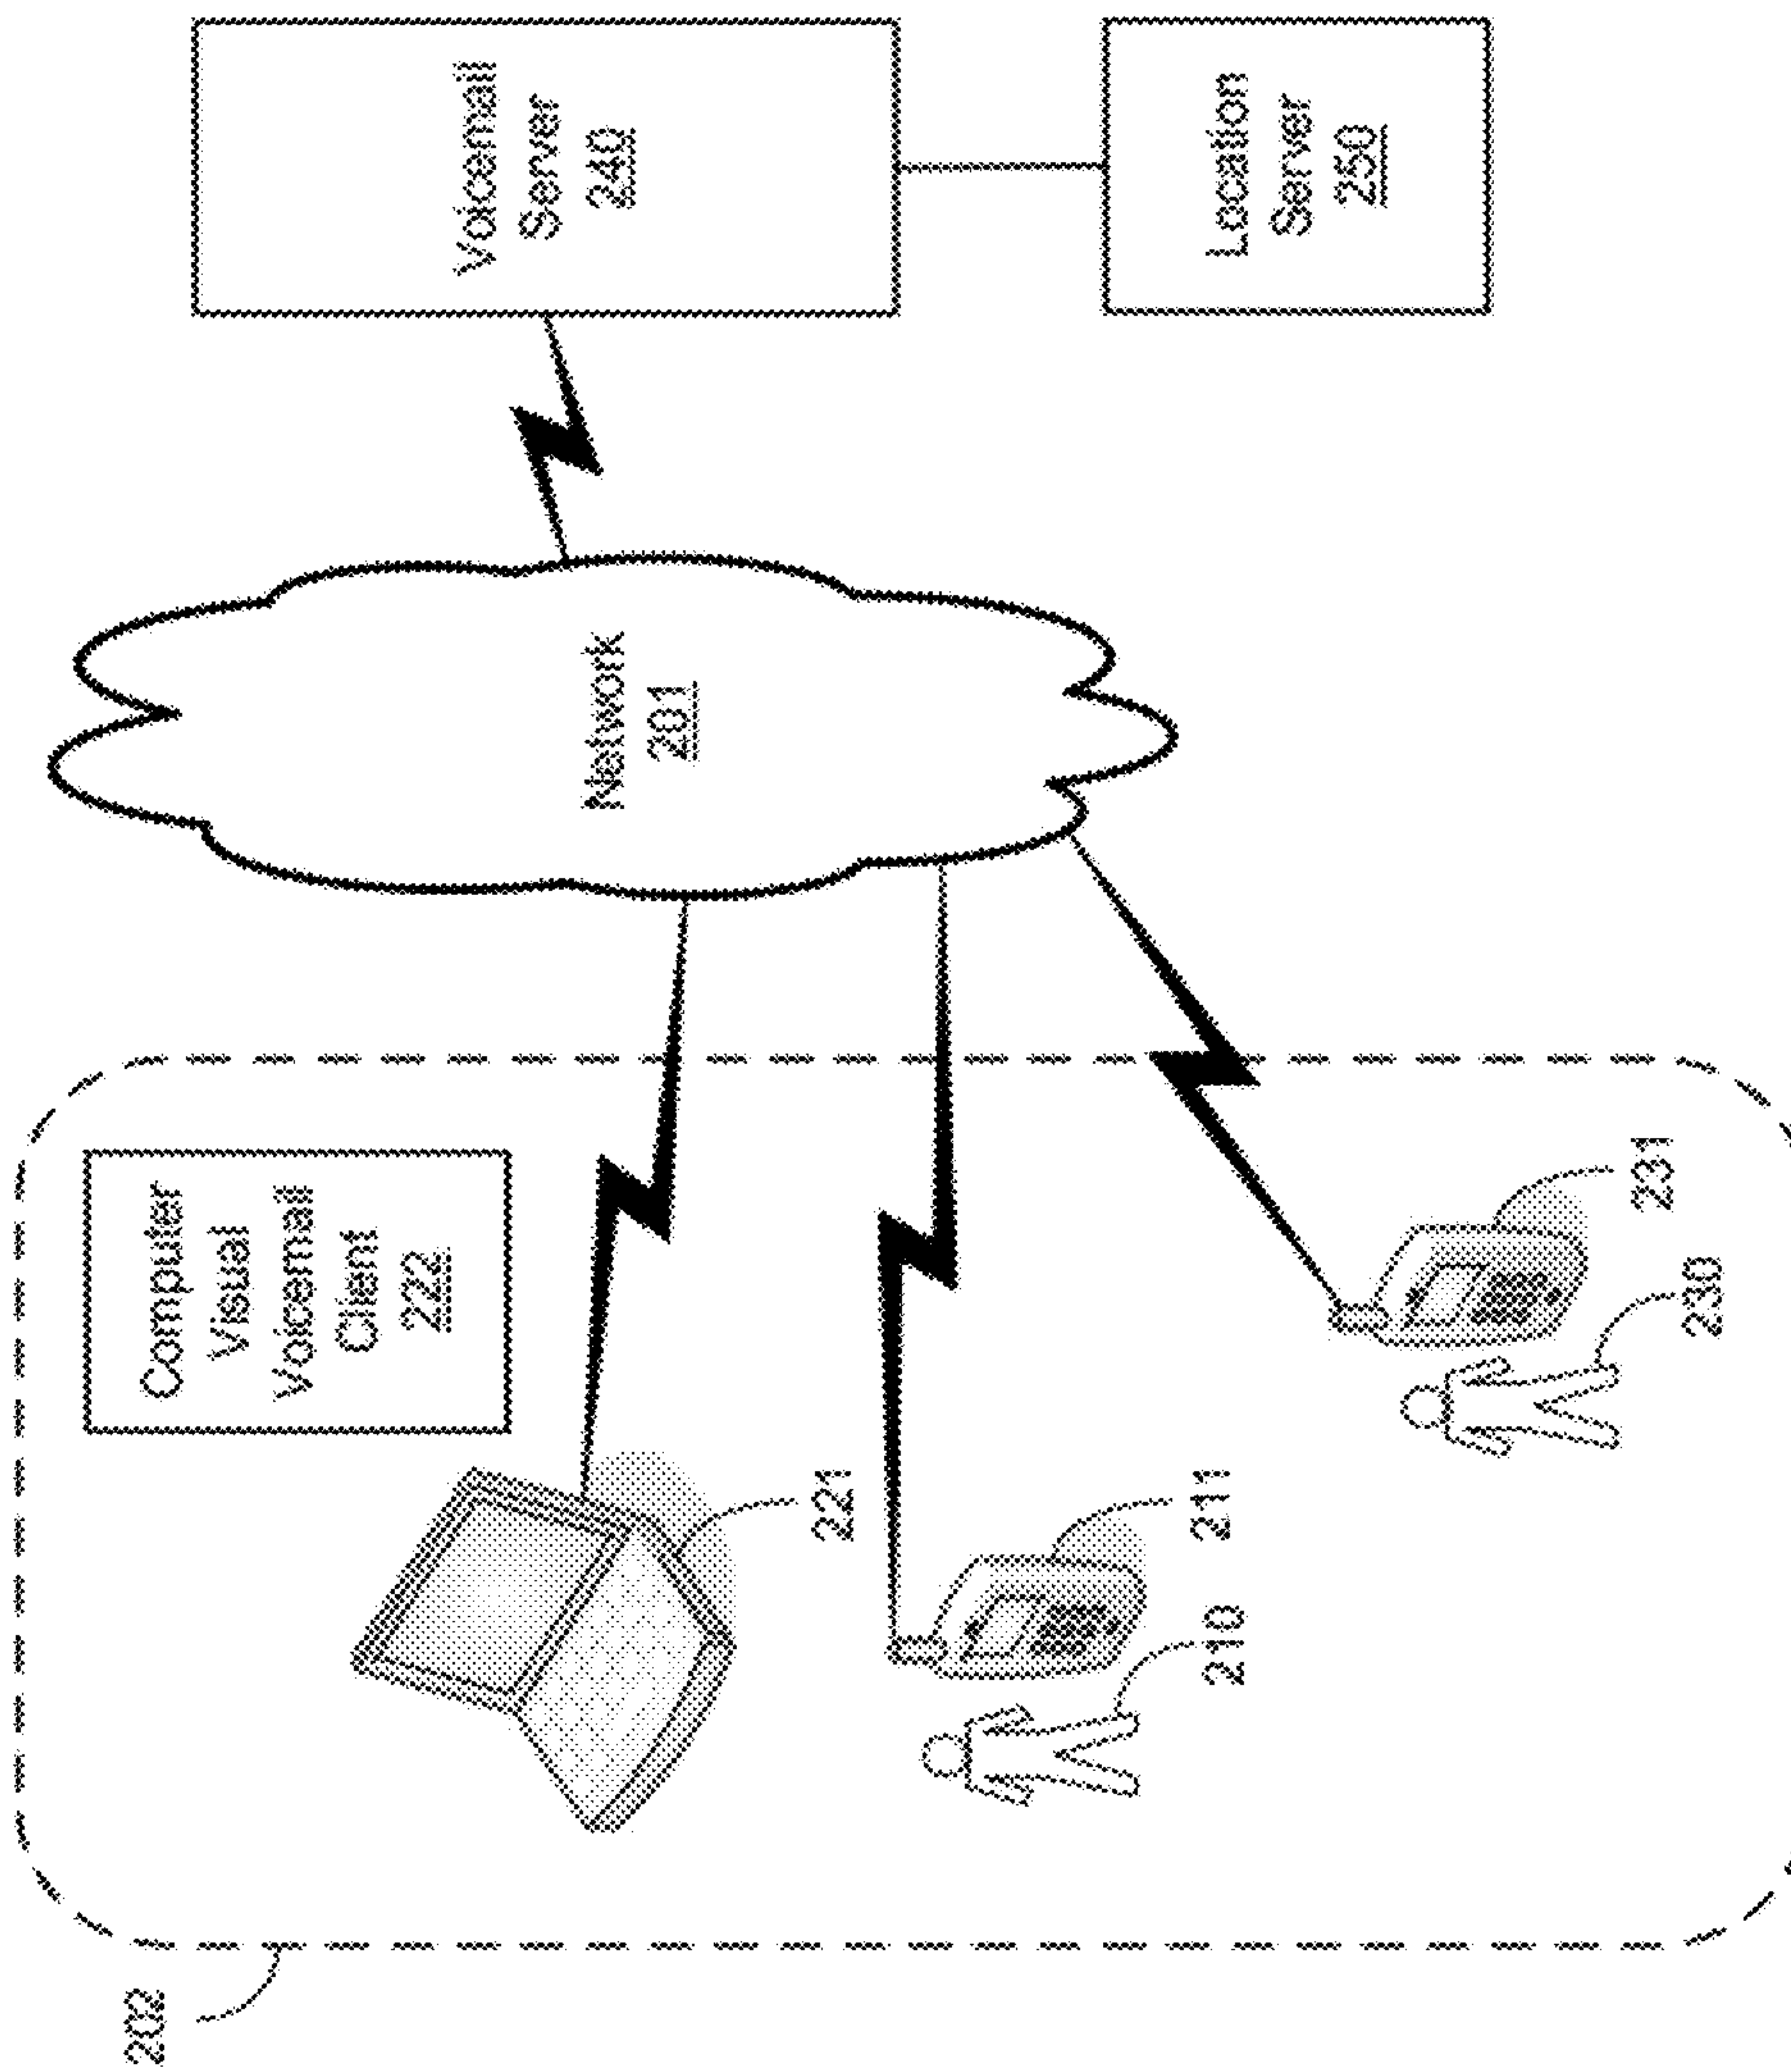 202
Computer
Visual
Voicemail
Client
222
221
210
211
230
231
Network
201
Voicemail
Server
240
Location
Server
250